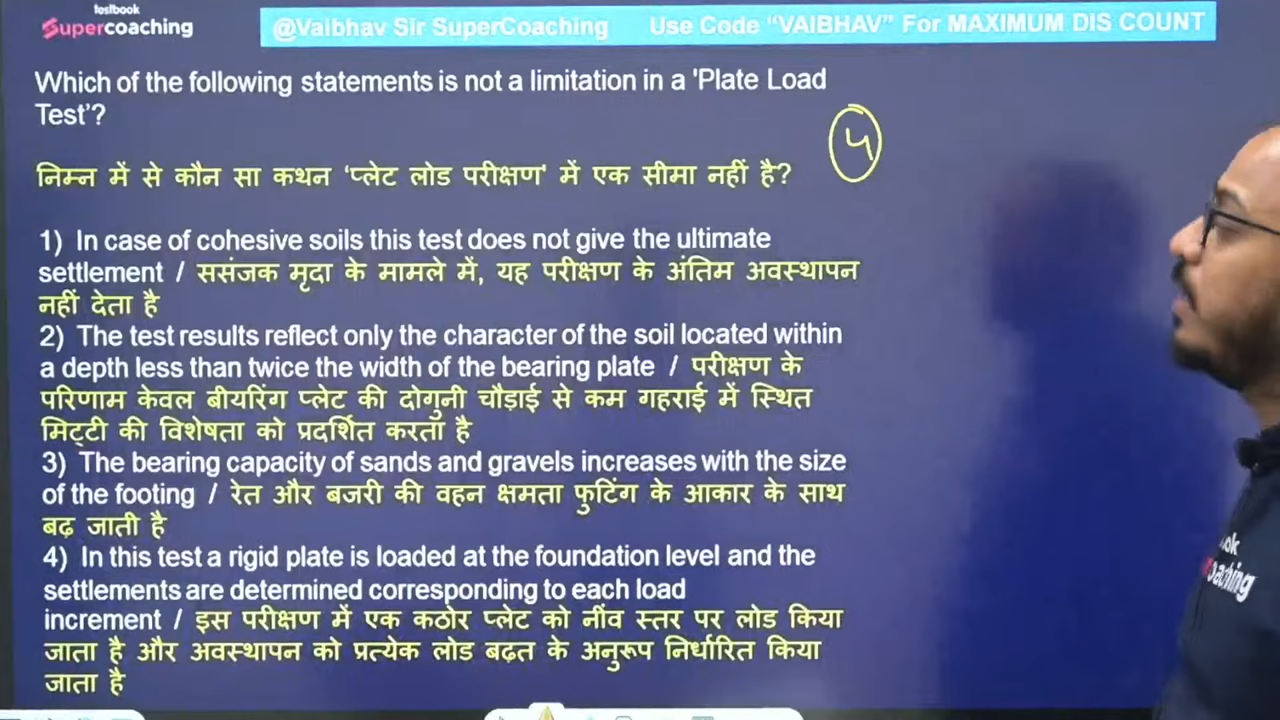 testbook
Supercoaching
@Vaibhav Sir SuperCoaching Use Code “VAIBHAV” For MAXIMUM DIS COUNT
Which of the following statements is not a limitation in a 'Plate Load
Test'?
4
निम्न में से कौन सा कथन ‘प्लेट लोड परीक्षण' में एक सीमा नहीं है?
1) In case of cohesive soils this test does not give the ultimate
settlement / ससंजक मृदा के मामले में, यह परीक्षण के अंतिम अवस्थापन
नहीं देता है
2) The test results reflect only the character of the soil located within
a depth less than twice the width of the bearing plate / परीक्षण के
परिणाम केवल बीयरिंग प्लेट की दोगुनी चौड़ाई से कम गहराई में स्थित
मिट्टी की विशेषता को प्रदर्शित करता है
3) The bearing capacity of sands and gravels increases with the size
of the footing / रेत और बजरी की वहन क्षमता फुटिंग के आकार के साथ
बढ़ जाती है
4) In this test a rigid plate is loaded at the foundation level and the
settlements are determined corresponding to each load
increment / इस परीक्षण में एक कठोर प्लेट को नींव स्तर पर लोड किया
जाता है और अवस्थापन को प्रत्येक लोड बढ़त के अनुरूप निर्धारित किया
जाता है